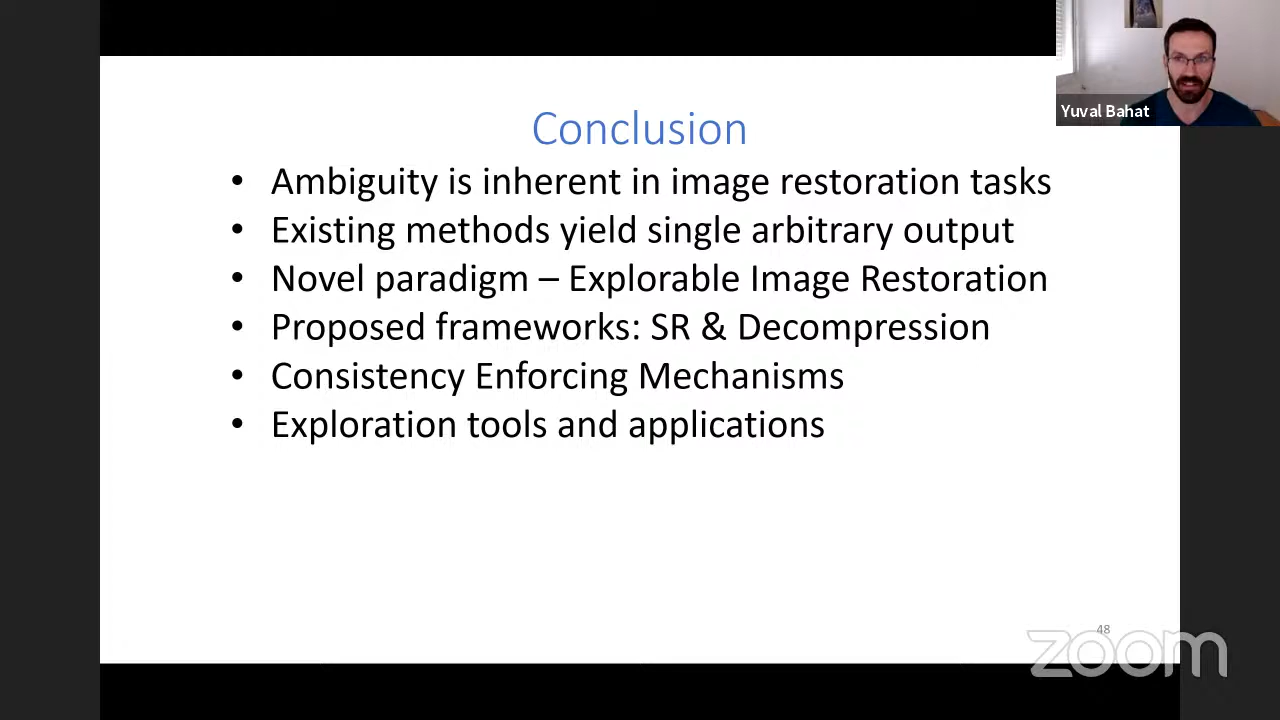 Yuval Bahat
Conclusion
• Ambiguity is inherent in image restoration tasks
• Existing methods yield single arbitrary output
• Novel paradigm – Explorable Image Restoration
• Proposed frameworks: SR & Decompression
• Consistency Enforcing Mechanisms
• Exploration tools and applications
48
zoom